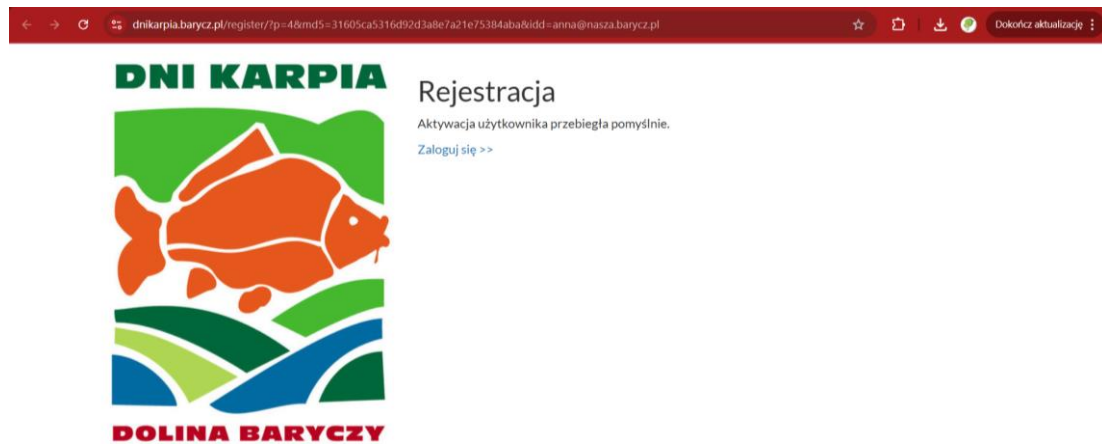 dnikarpia.barycz.pl/register/?p=4&md5=31605ca5316d92d3a8e7a21e75384aba&idd=anna@nasza.barycz.pl
Dokończ aktualizację
DNI KARPIA
Rejestracja
Aktywacja użytkownika przebiegła pomyślnie.
Zaloguj się >>
DOLINA BARYCZY